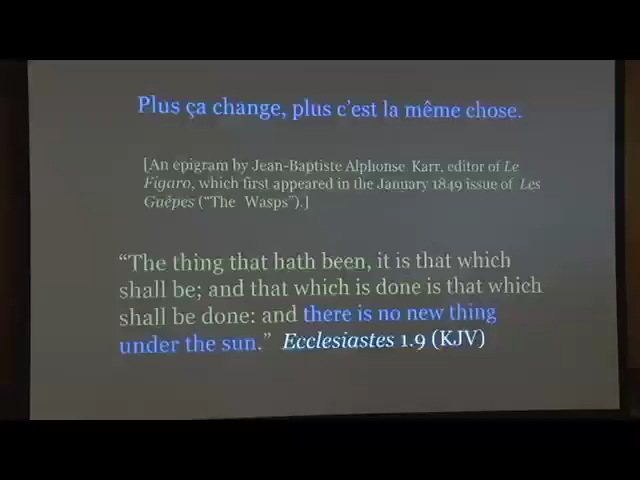 Plus ça change, plus c'est la même chose.
[An epigram by Jean-Baptiste Alphonse Karr, editor of Le
Figaro, which first appeared in the January 1849 issue of Les
Guêpes ("The Wasps").]
"The thing that hath been, it is that which
shall be; and that which is done is that which
shall be done: and there is no new thing
under the sun." Ecclesiastes 1.9 (KJV)